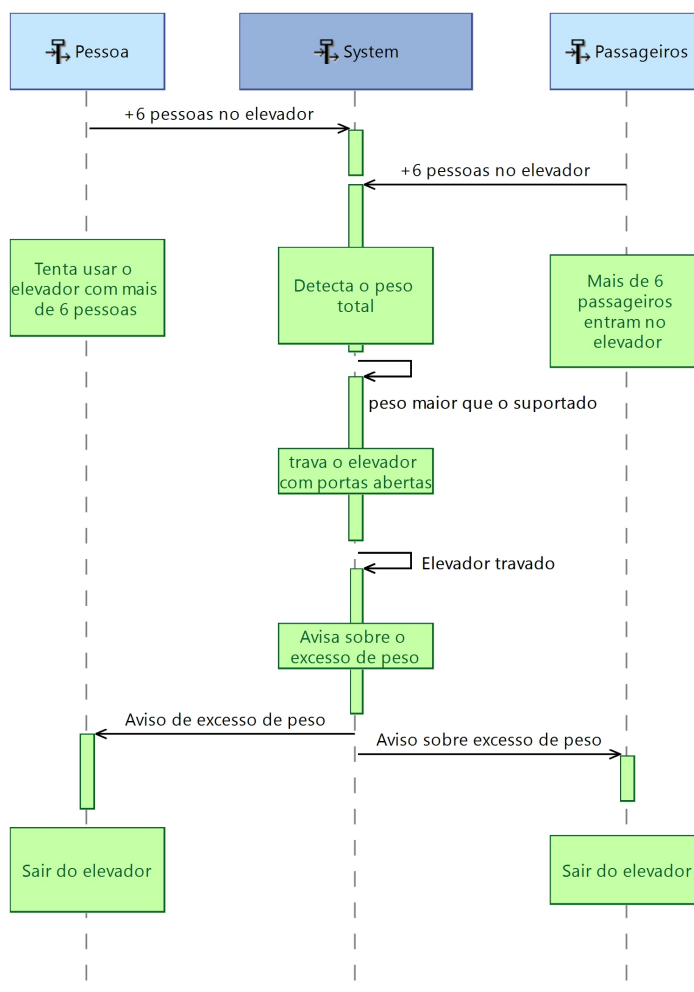 Pessoa
System
Passageiros
+6 pessoas no elevador
+6 pessoas no elevador
Tenta usar o
elevador com mais
de 6 pessoas
Detecta o peso
total
Mais de 6
passageiros
entram no
elevador
peso maior que o suportado
trava o elevador
com portas abertas
Elevador travado
Avisa sobre o
excesso de peso
Aviso de excesso de peso
Aviso sobre excesso de peso
Sair do elevador
Sair do elevador